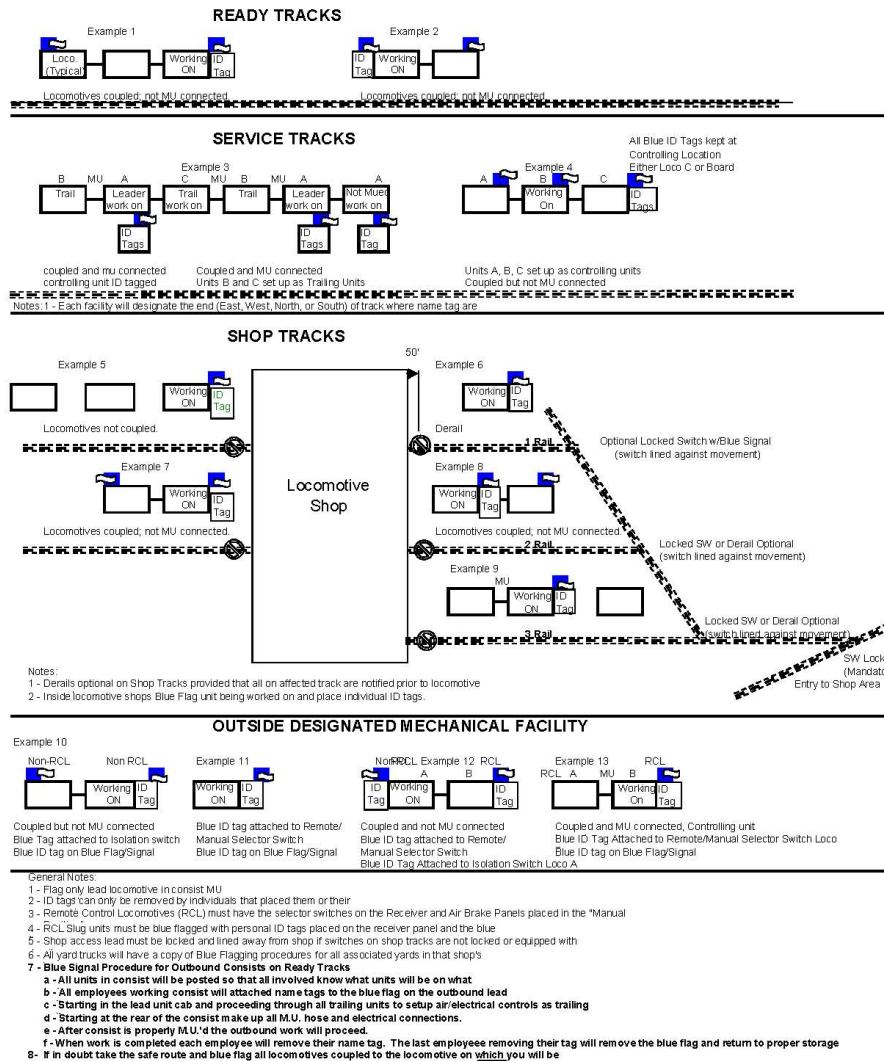 READY TRACKS
Example 1
Example 2
Loco. (Typical)
Working ON
ID Tag
ID Tag
Working ON
Locomotives coupled; not MU connected.
Locomotives coupled; not MU connected.
SERVICE TRACKS
All Blue ID Tags kept at
Controlling Location
Either Loco C or Board
Example 3
Example 4
B MU A C MU B MU A A
A B C
Trail
Leader work on
Trail work on
Trail
Leader work on
Not Mued work on
Working On
ID Tags
ID Tags
ID Tags
ID Tag
coupled and mu connected
controlling unit ID tagged
Coupled and MU connected
Units B and C set up as Trailing Units
Units A, B, C set up as controlling units
Coupled but not MU connected
Notes: 1 - Each facility will designate the end (East, West, North, or South) of track where name tag are
SHOP TRACKS
50'
Example 5
Example 6
Working ON
ID Tag
Working ON
ID Tag
Locomotives not coupled.
Derail
1 Rail
Optional Locked Switch w/Blue Signal
(switch lined against movement)
Example 7
Example 8
Locomotive
Shop
Working ON
ID Tag
Working ON
ID Tag
Locomotives coupled; not MU connected.
Locomotives coupled; not MU connected.
2 Rail
Locked SW or Derail Optional
(switch lined against movement)
Example 9
MU
Working ON
ID Tag
Locked SW or Derail Optional
(switch lined against movement)
3 Rail
SW Lock
(Mandato
Entry to Shop Area
Notes:
1 - Derails optional on Shop Tracks provided that all on affected track are notified prior to locomotive
2 - Inside locomotive shops Blue Flag unit being worked on and place individual ID tags.
OUTSIDE DESIGNATED MECHANICAL FACILITY
Example 10
Non-RCL
Non RCL
Example 11
Example 12
RCL
A B
Example 13
RCL
RCL A MU B
Working ON
ID Tag
Working ON
ID Tag
ID Tag
Working ON
Working On
ID Tag
Coupled but not MU connected
Blue Tag attached to Isolation switch
Blue ID tag on Blue Flag/Signal
Blue ID tag attached to Remote/
Manual Selector Switch
Blue ID tag on Blue Flag/Signal
Coupled and not MU connected
Blue ID tag attached to Remote/
Manual Selector Switch
Blue ID Tag Attached to Isolation Switch Loco A
Coupled and MU connected, Controlling unit
Blue ID Tag Attached to Remote/Manual Selector Switch Loco
Blue ID tag on Blue Flag/Signal
General Notes:
1 - Flag only lead locomotive in consist MU
2 - ID tags can only be removed by individuals that placed them or their
3 - Remote Control Locomotives (RCL) must have the selector switches on the Receiver and Air Brake Panels placed in the "Manual
4 - RCL Slug units must be blue flagged with personal ID tags placed on the receiver panel and the blue
5 - Shop access lead must be locked and lined away from shop if switches on shop tracks are not locked or equipped with
6 - All yard trucks will have a copy of Blue Flagging procedures for all associated yards in that shop's
7 - Blue Signal Procedure for Outbound Consists on Ready Tracks
a - All units in consist will be posted so that all involved know what units will be on what
b - All employees working consist will attached name tags to the blue flag on the outbound lead
c - Starting in the lead unit cab and proceeding through all trailing units to setup air/electrical controls as trailing
d - Starting at the rear of the consist make up all M.U. hose and electrical connections.
e - After consist is properly M.U.'d the outbound work will proceed.
f - When work is completed each employee will remove their name tag. The last employeee removing their tag will remove the blue flag and return to proper storage
8- If in doubt take the safe route and blue flag all locomotives coupled to the locomotive on which you will be